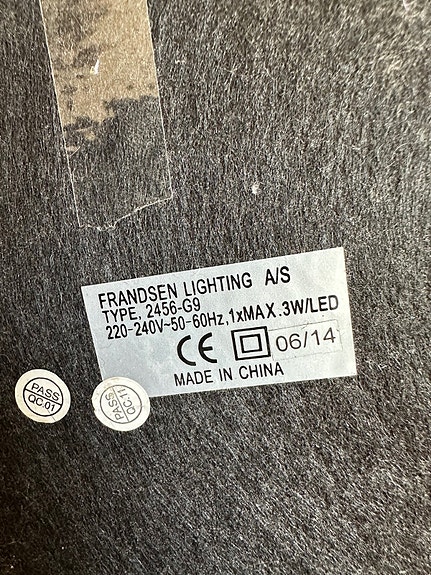 FRANDSEN LIGHTING A/S
TYPE, 2456-G9
220-240V~50-60Hz,1xMAX.3W/LED
CE 06/14
MADE IN CHINA
PASS
QC.01
PASS
QC.11